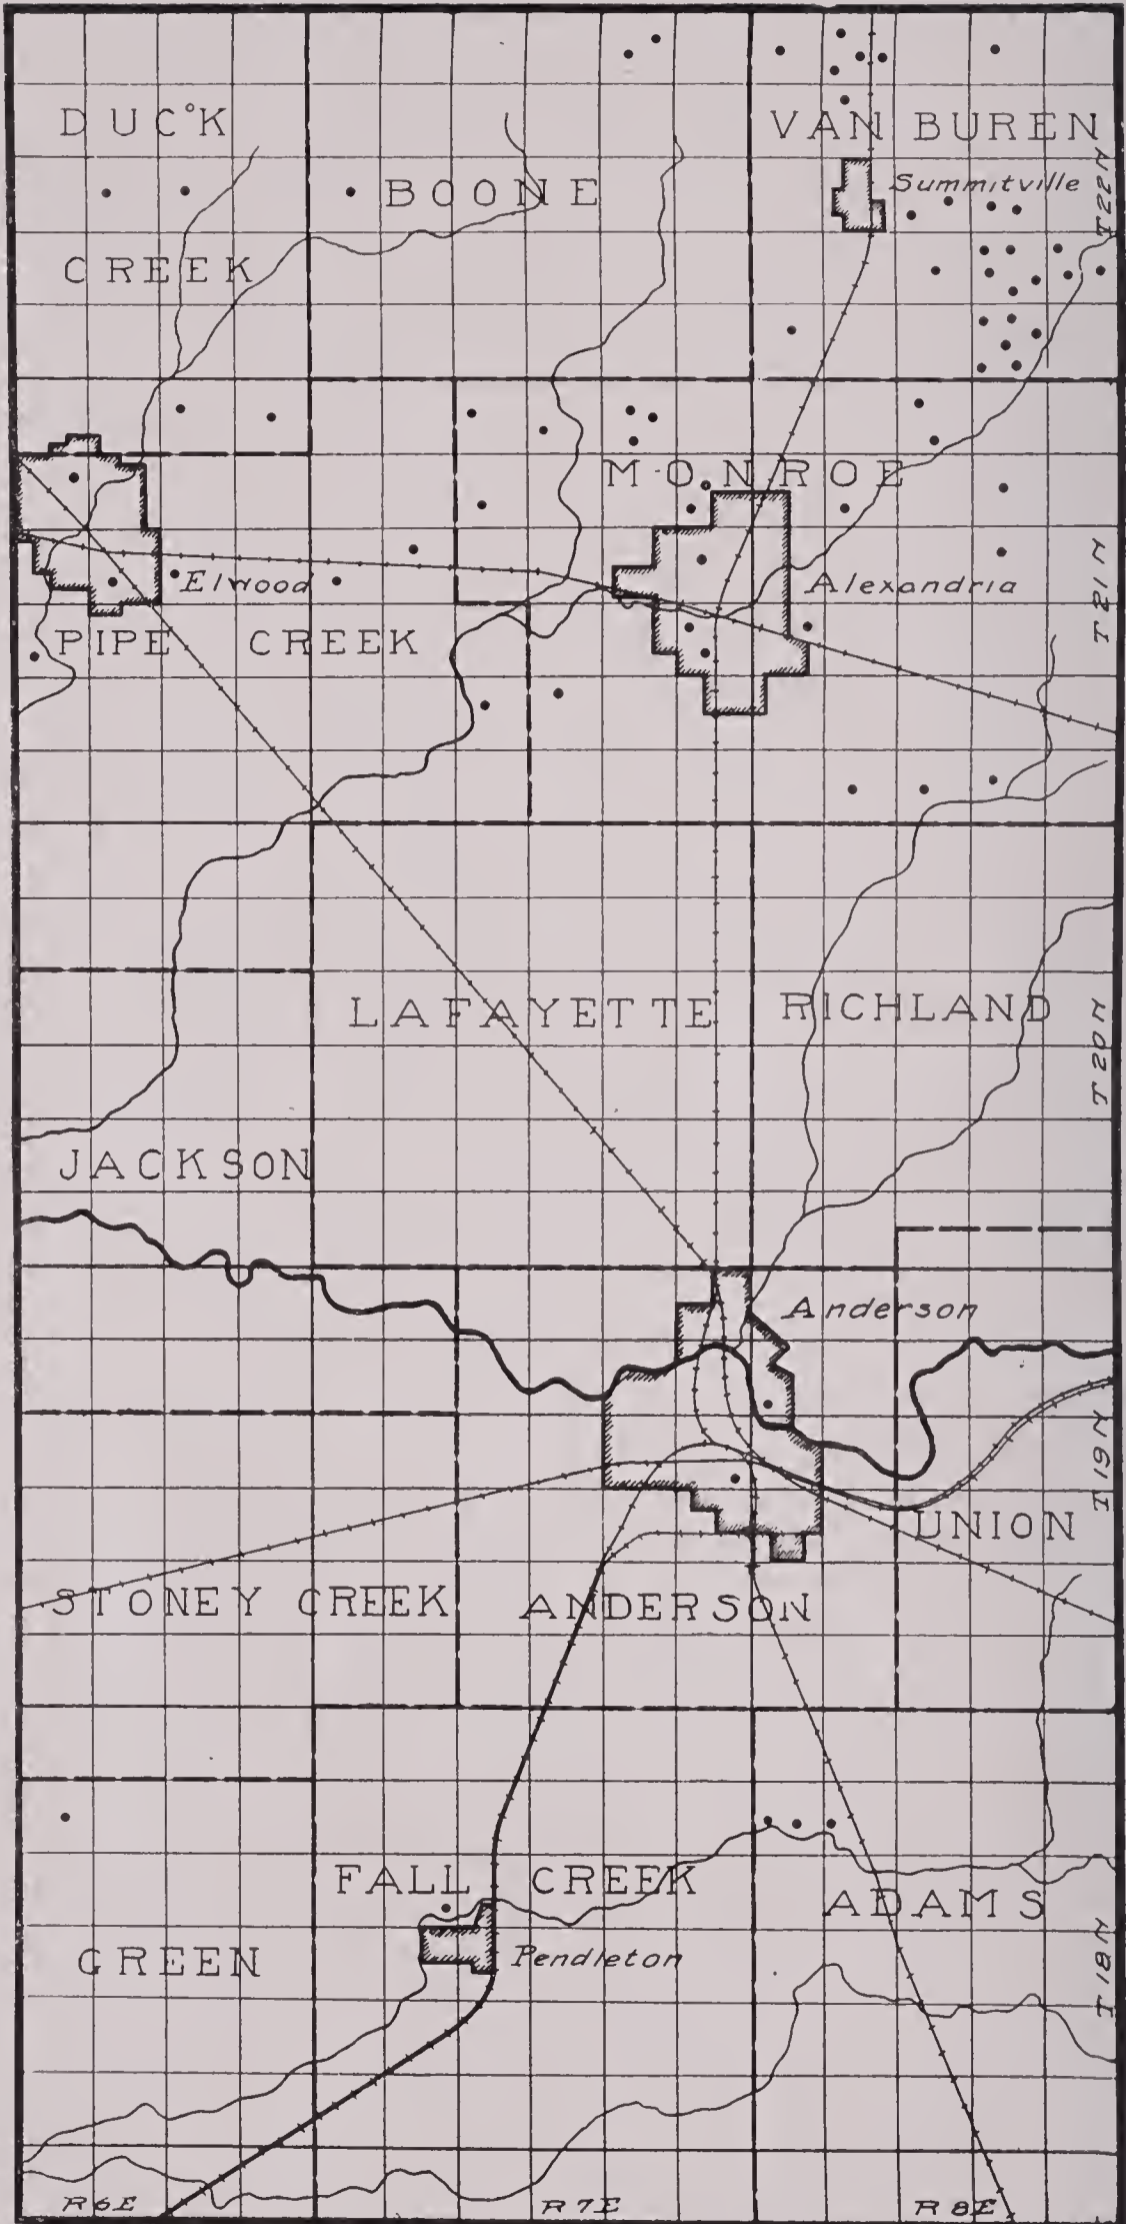 DUCK
VAN BUREN
T22N
BOONE
Summitville
CREEK
MONROE
T21N
Elwood
Alexandria
PIPE CREEK
LAFAYETTE
RICHLAND
T20N
JACKSON
Anderson
T19N
UNION
STONEY CREEK
ANDERSON
FALL CREEK
ADAMS
T18N
GREEN
Pendleton
R6E
R7E
R8E